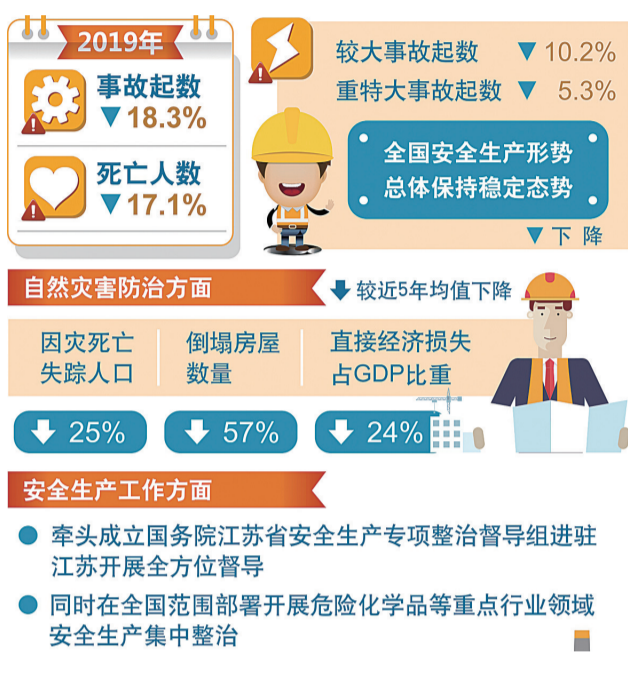 2019年
事故起数
▼18.3%
死亡人数
▼17.1%
较大事故起数 ▼10.2%
重特大事故起数 ▼5.3%
全国安全生产形势
总体保持稳定态势
▼下降
自然灾害防治方面
较近5年均值下降
因灾死亡
失踪人口
倒塌房屋
数量
直接经济损失
占GDP比重
25%
57%
24%
安全生产工作方面
牵头成立国务院江苏省安全生产专项整治督导组进驻
江苏开展全方位督导
同时在全国范围部署开展危险化学品等重点行业领域
安全生产集中整治